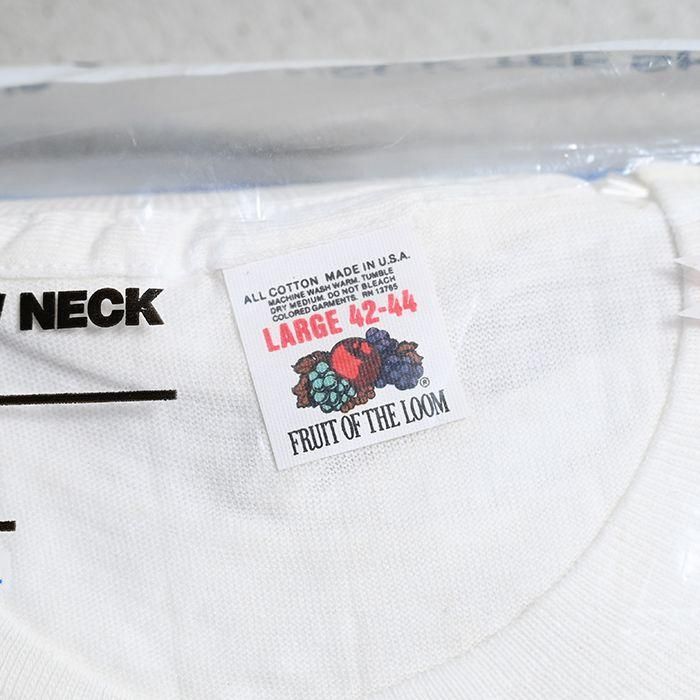 ALL COTTON MADE IN U.S.A.
MACHINE WASH WARM. TUMBLE
DRY MEDIUM. DO NOT BLEACH
COLORED GARMENTS. RN 13765
LARGE 42-44
®
FRUIT OF THE LOOM
NECK